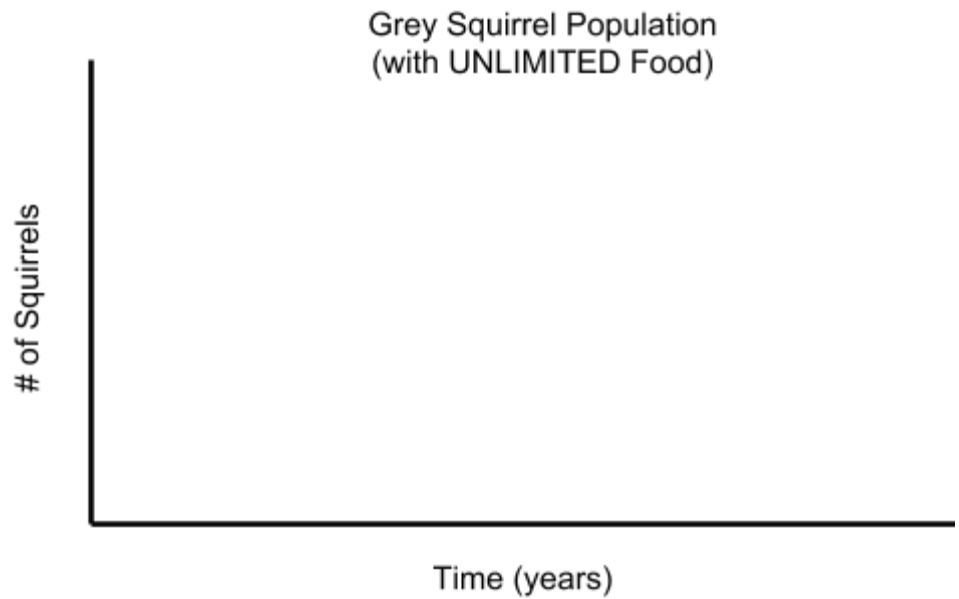 Grey Squirrel Population
(with UNLIMITED Food)
# of Squirrels
Time (years)